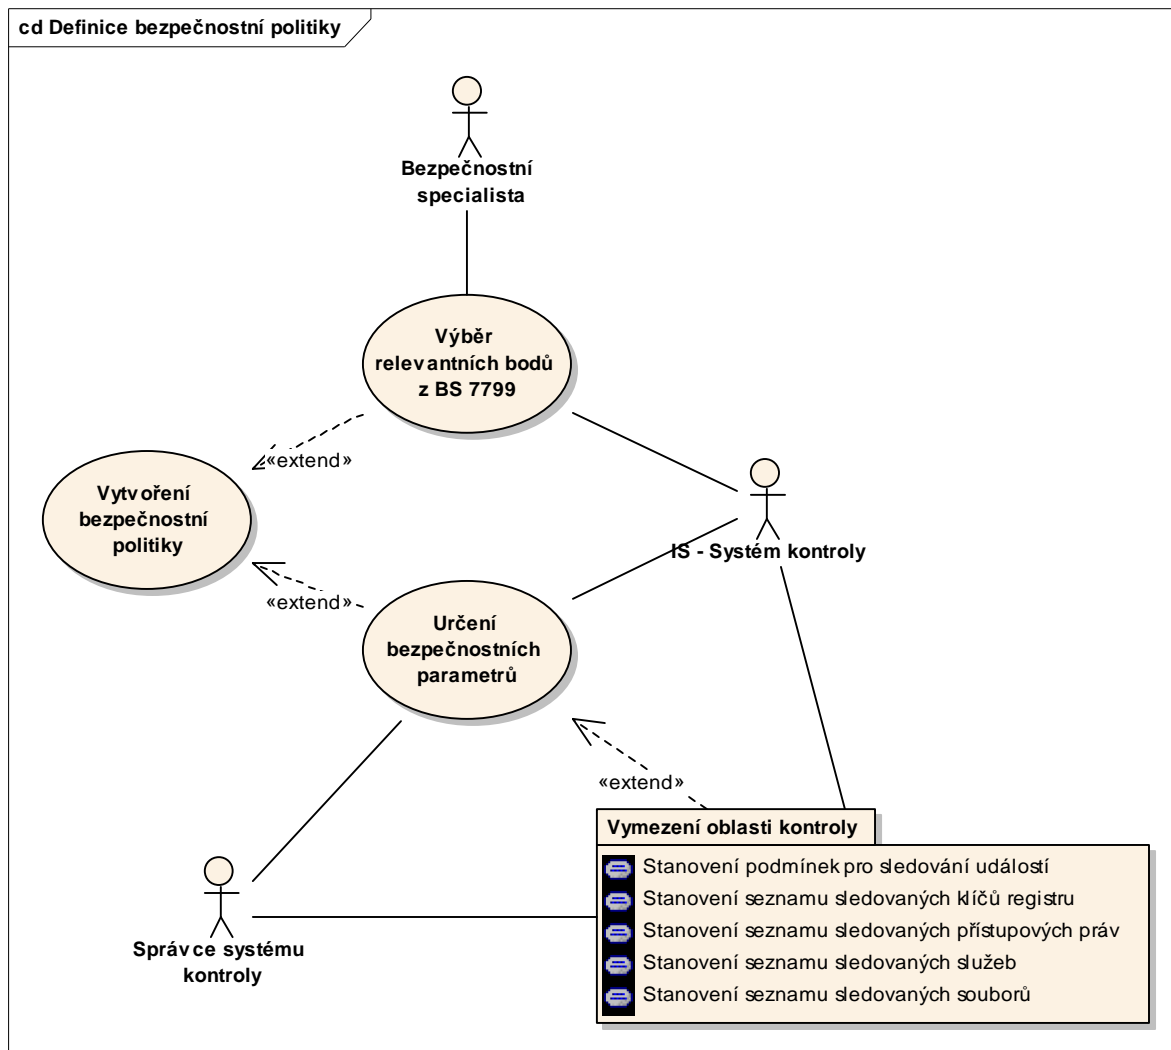 cd Definice bezpečnostní politiky
Bezpečnostní
specialista
Výběr
relevantních bodů
z BS 7799
«extend»
Vytvoření
bezpečnostní
politiky
IS - Systém kontroly
«extend»
Určení
bezpečnostních
parametrů
«extend»
Vymezení oblasti kontroly
Stanovení podmínek pro sledování událostí
Stanovení seznamu sledovaných klíčů registru
Stanovení seznamu sledovaných přístupových práv
Stanovení seznamu sledovaných služeb
Stanovení seznamu sledovaných souborů
Správce systému
kontroly